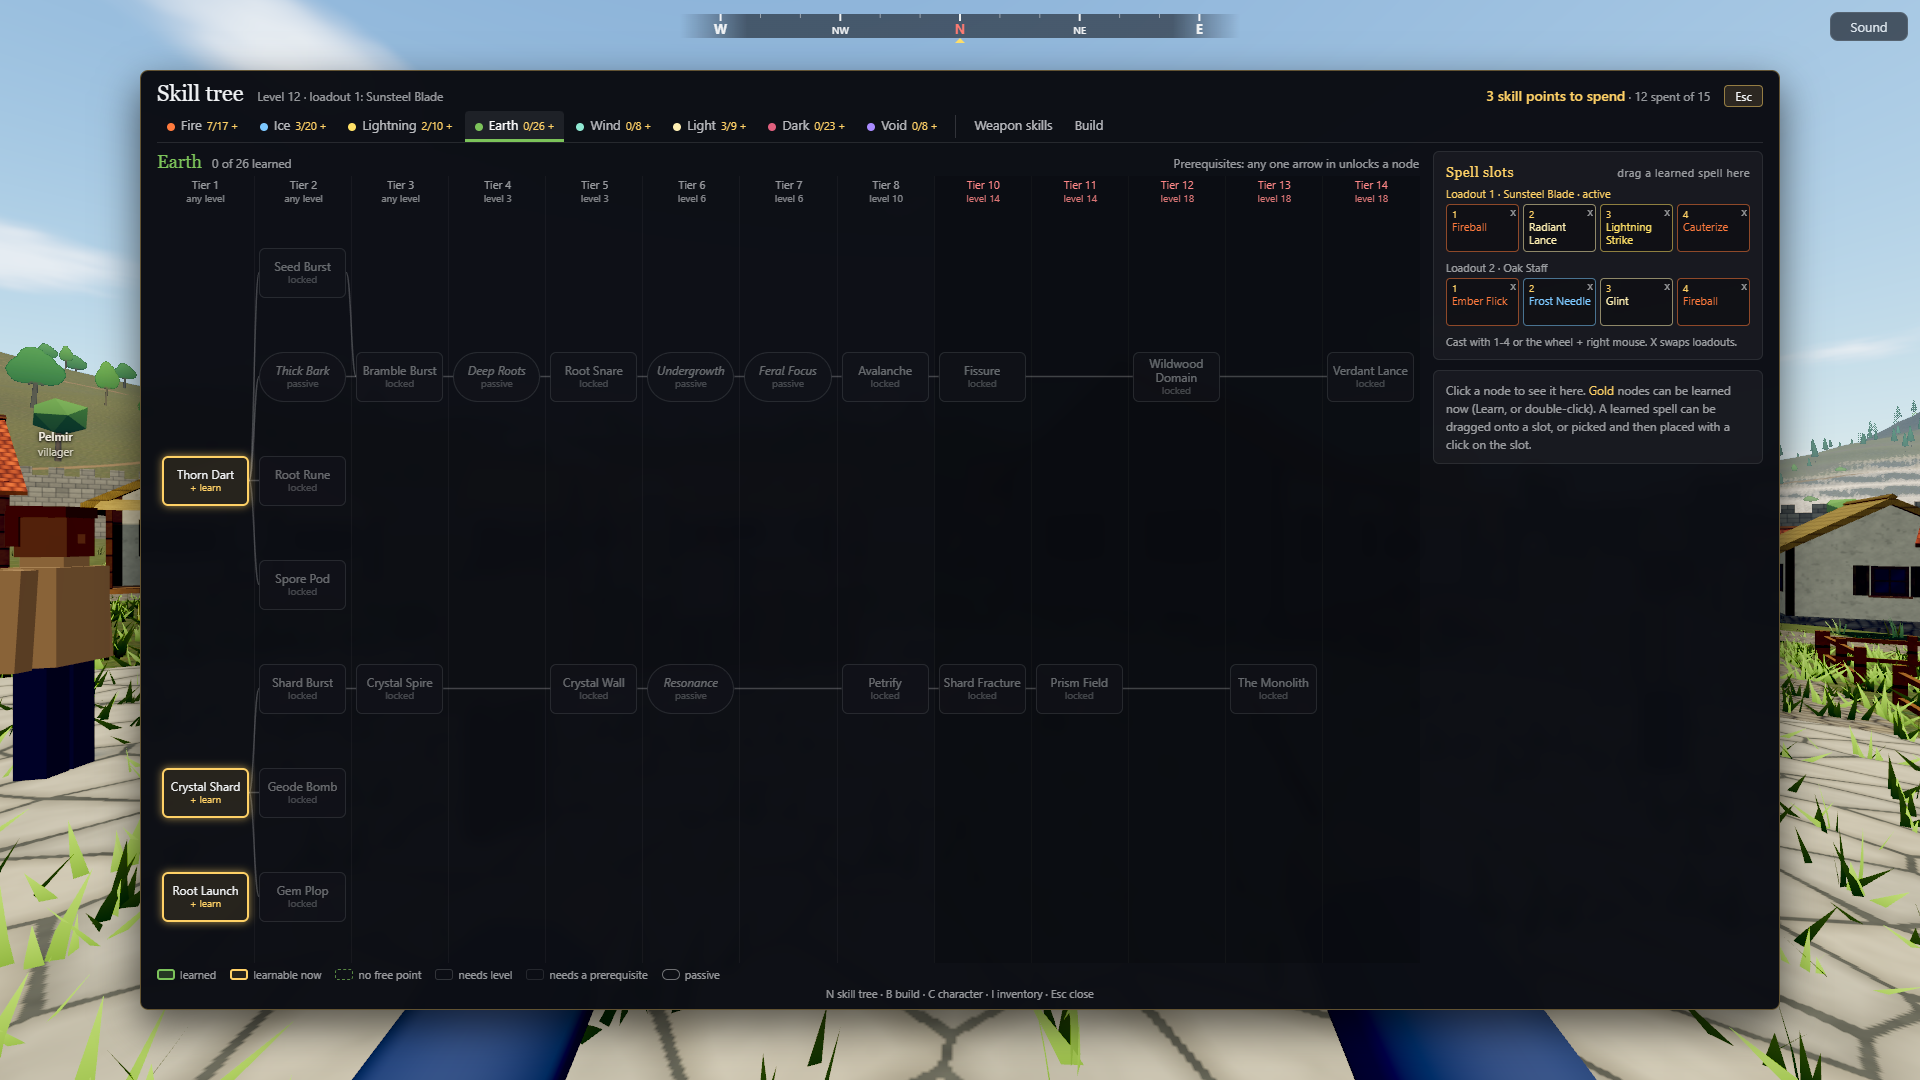 W NW N NE E
Sound
Skill tree Level 12 · loadout 1: Sunsteel Blade
3 skill points to spend · 12 spent of 15 Esc
Fire 7/17 + Ice 3/20 + Lightning 2/10 + Earth 0/26 + Wind 0/8 + Light 3/9 + Dark 0/23 + Void 0/8 + Weapon skills Build
Earth 0 of 26 learned
Prerequisites: any one arrow in unlocks a node
Tier 1 Tier 2 Tier 3 Tier 4 Tier 5 Tier 6 Tier 7 Tier 8 Tier 10 Tier 11 Tier 12 Tier 13 Tier 14
any level any level any level level 3 level 3 level 6 level 6 level 10 level 14 level 14 level 18 level 18 level 18
Seed Burst
locked
Thick Bark
passive
Bramble Burst
locked
Deep Roots
passive
Root Snare
locked
Undergrowth
passive
Feral Focus
passive
Avalanche
locked
Fissure
locked
Wildwood
Domain
locked
Verdant Lance
locked
Thorn Dart
+ learn
Root Rune
locked
Spore Pod
locked
Shard Burst
locked
Crystal Spire
locked
Crystal Wall
locked
Resonance
passive
Petrify
locked
Shard Fracture
locked
Prism Field
locked
The Monolith
locked
Crystal Shard
+ learn
Geode Bomb
locked
Root Launch
+ learn
Gem Plop
locked
Spell slots drag a learned spell here
Loadout 1 · Sunsteel Blade · active
1 x
Fireball
2 x
Radiant
Lance
3 x
Lightning
Strike
4 x
Cauterize
Loadout 2 · Oak Staff
1 x
Ember Flick
2 x
Frost Needle
3 x
Glint
4 x
Fireball
Cast with 1-4 or the wheel + right mouse. X swaps loadouts.
Click a node to see it here. Gold nodes can be learned
now (Learn, or double-click). A learned spell can be
dragged onto a slot, or picked and then placed with a
click on the slot.
Pelmir
villager
learned learnable now no free point needs level needs a prerequisite passive
N skill tree · B build · C character · I inventory · Esc close